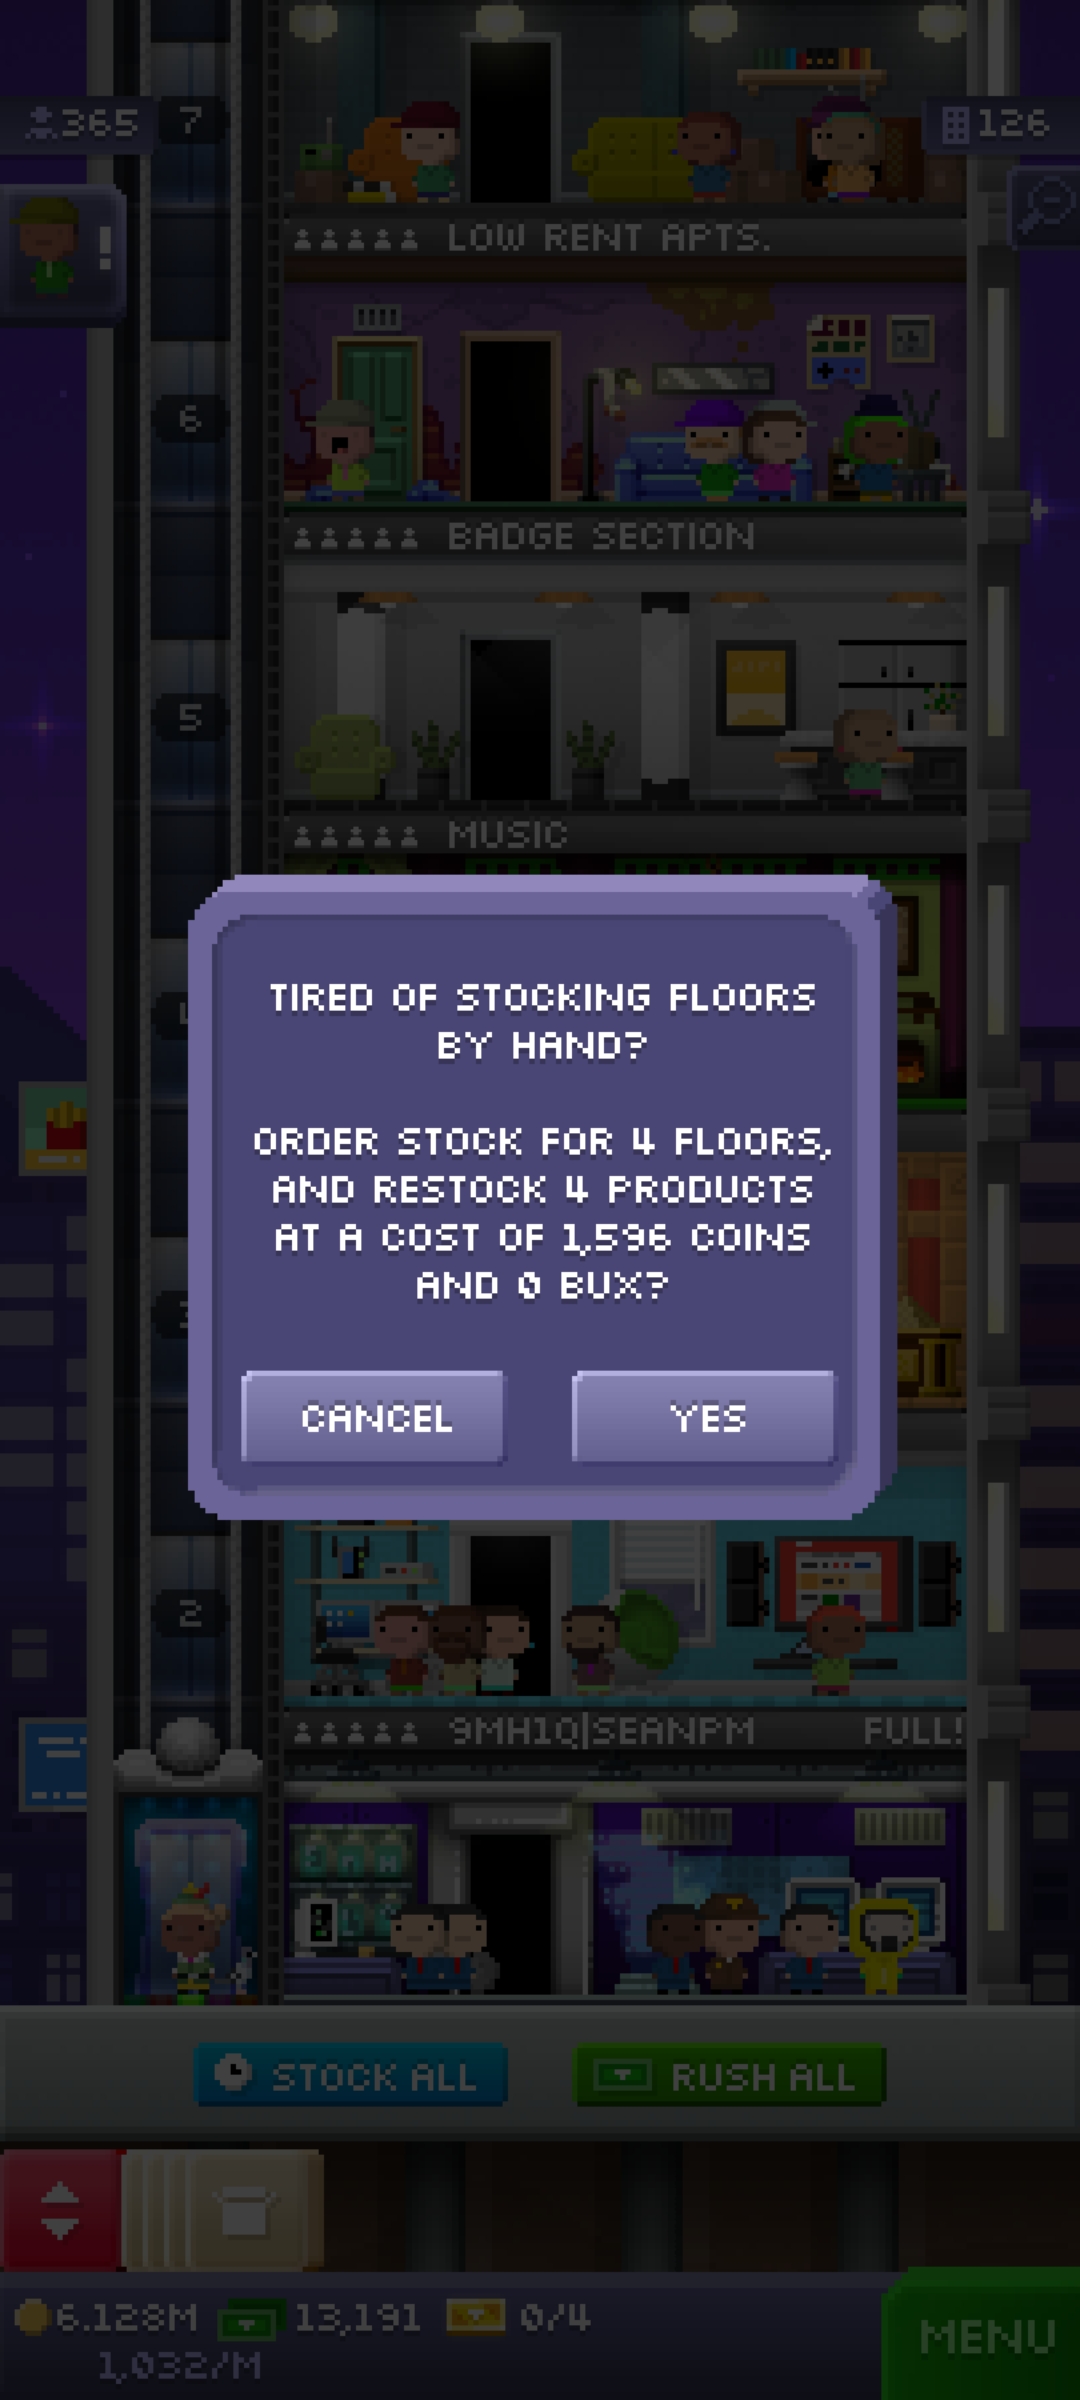 365
7
126
!
LOW RENT APTS.
6
BADGE SECTION
5
MUSIC
TIRED OF STOCKING FLOORS
BY HAND?
ORDER STOCK FOR 4 FLOORS,
AND RESTOCK 4 PRODUCTS
AT A COST OF 1,596 COINS
AND 0 BUX?
CANCEL
YES
2
9MH1Q|SEANPM
FULL!
STOCK ALL
RUSH ALL
6.128M
13,191
0/4
1,032/M
MENU